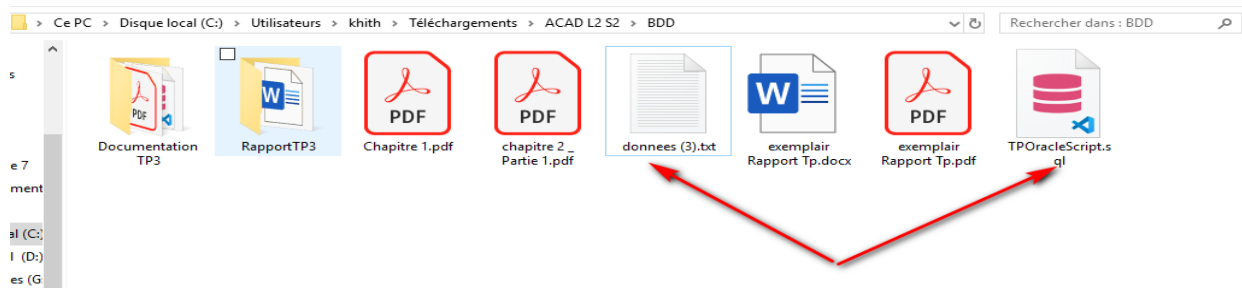 Ce PC > Disque local (C:) > Utilisateurs > khith > Téléchargements > ACAD L2 S2 > BDD
Rechercher dans : BDD
s
e 7
ment
al (C:)
l (D:)
es (G:
PDF
Documentation
TP3
W
RapportTP3
PDF
Chapitre 1.pdf
PDF
chapitre 2 _
Partie 1.pdf
donnees (3).txt
W
exemplair
Rapport Tp.docx
PDF
exemplair
Rapport Tp.pdf
TPOracleScript.s
ql